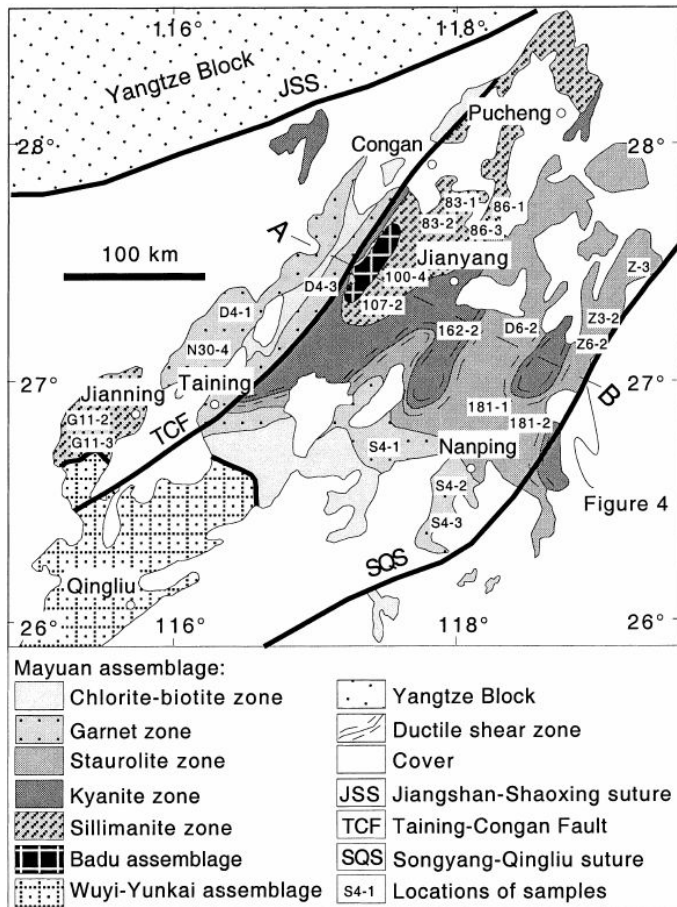 116°
118°
Yangtze Block
JSS
Pucheng
28°
28°
Congan
A
83-1
86-1
83-2
86-3
100 km
Jianyang
Z-3
D4-3
100-4
107-2
D4-1
Z3-2
162-2
D6-2
Z6-2
N30-4
27°
27°
Jianning
Taining
B
G11-2
181-1
TCF
181-2
G11-3
S4-1
Nanping
S4-2
Figure 4
S4-3
SQS
Qingliu
26°
116°
118°
26°
Mayuan assemblage:
Chlorite-biotite zone
Garnet zone
Staurolite zone
Kyanite zone
Sillimanite zone
Badu assemblage
Wuyi-Yunkai assemblage
Yangtze Block
Ductile shear zone
Cover
JSS Jiangshan-Shaoxing suture
TCF Taining-Congan Fault
SQS Songyang-Qingliu suture
S4-1 Locations of samples